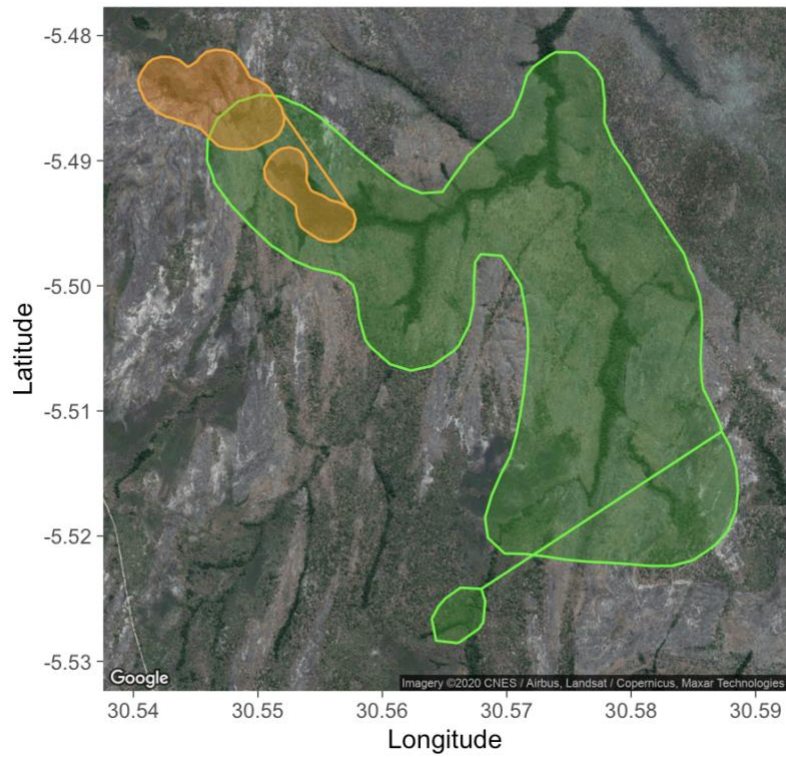 -5.48
-5.49
-5.50
-5.51
-5.52
-5.53
Latitude
Google
Imagery ©2020 CNES / Airbus, Landsat / Copernicus, Maxar Technologies
30.54 30.55 30.56 30.57 30.58 30.59
Longitude